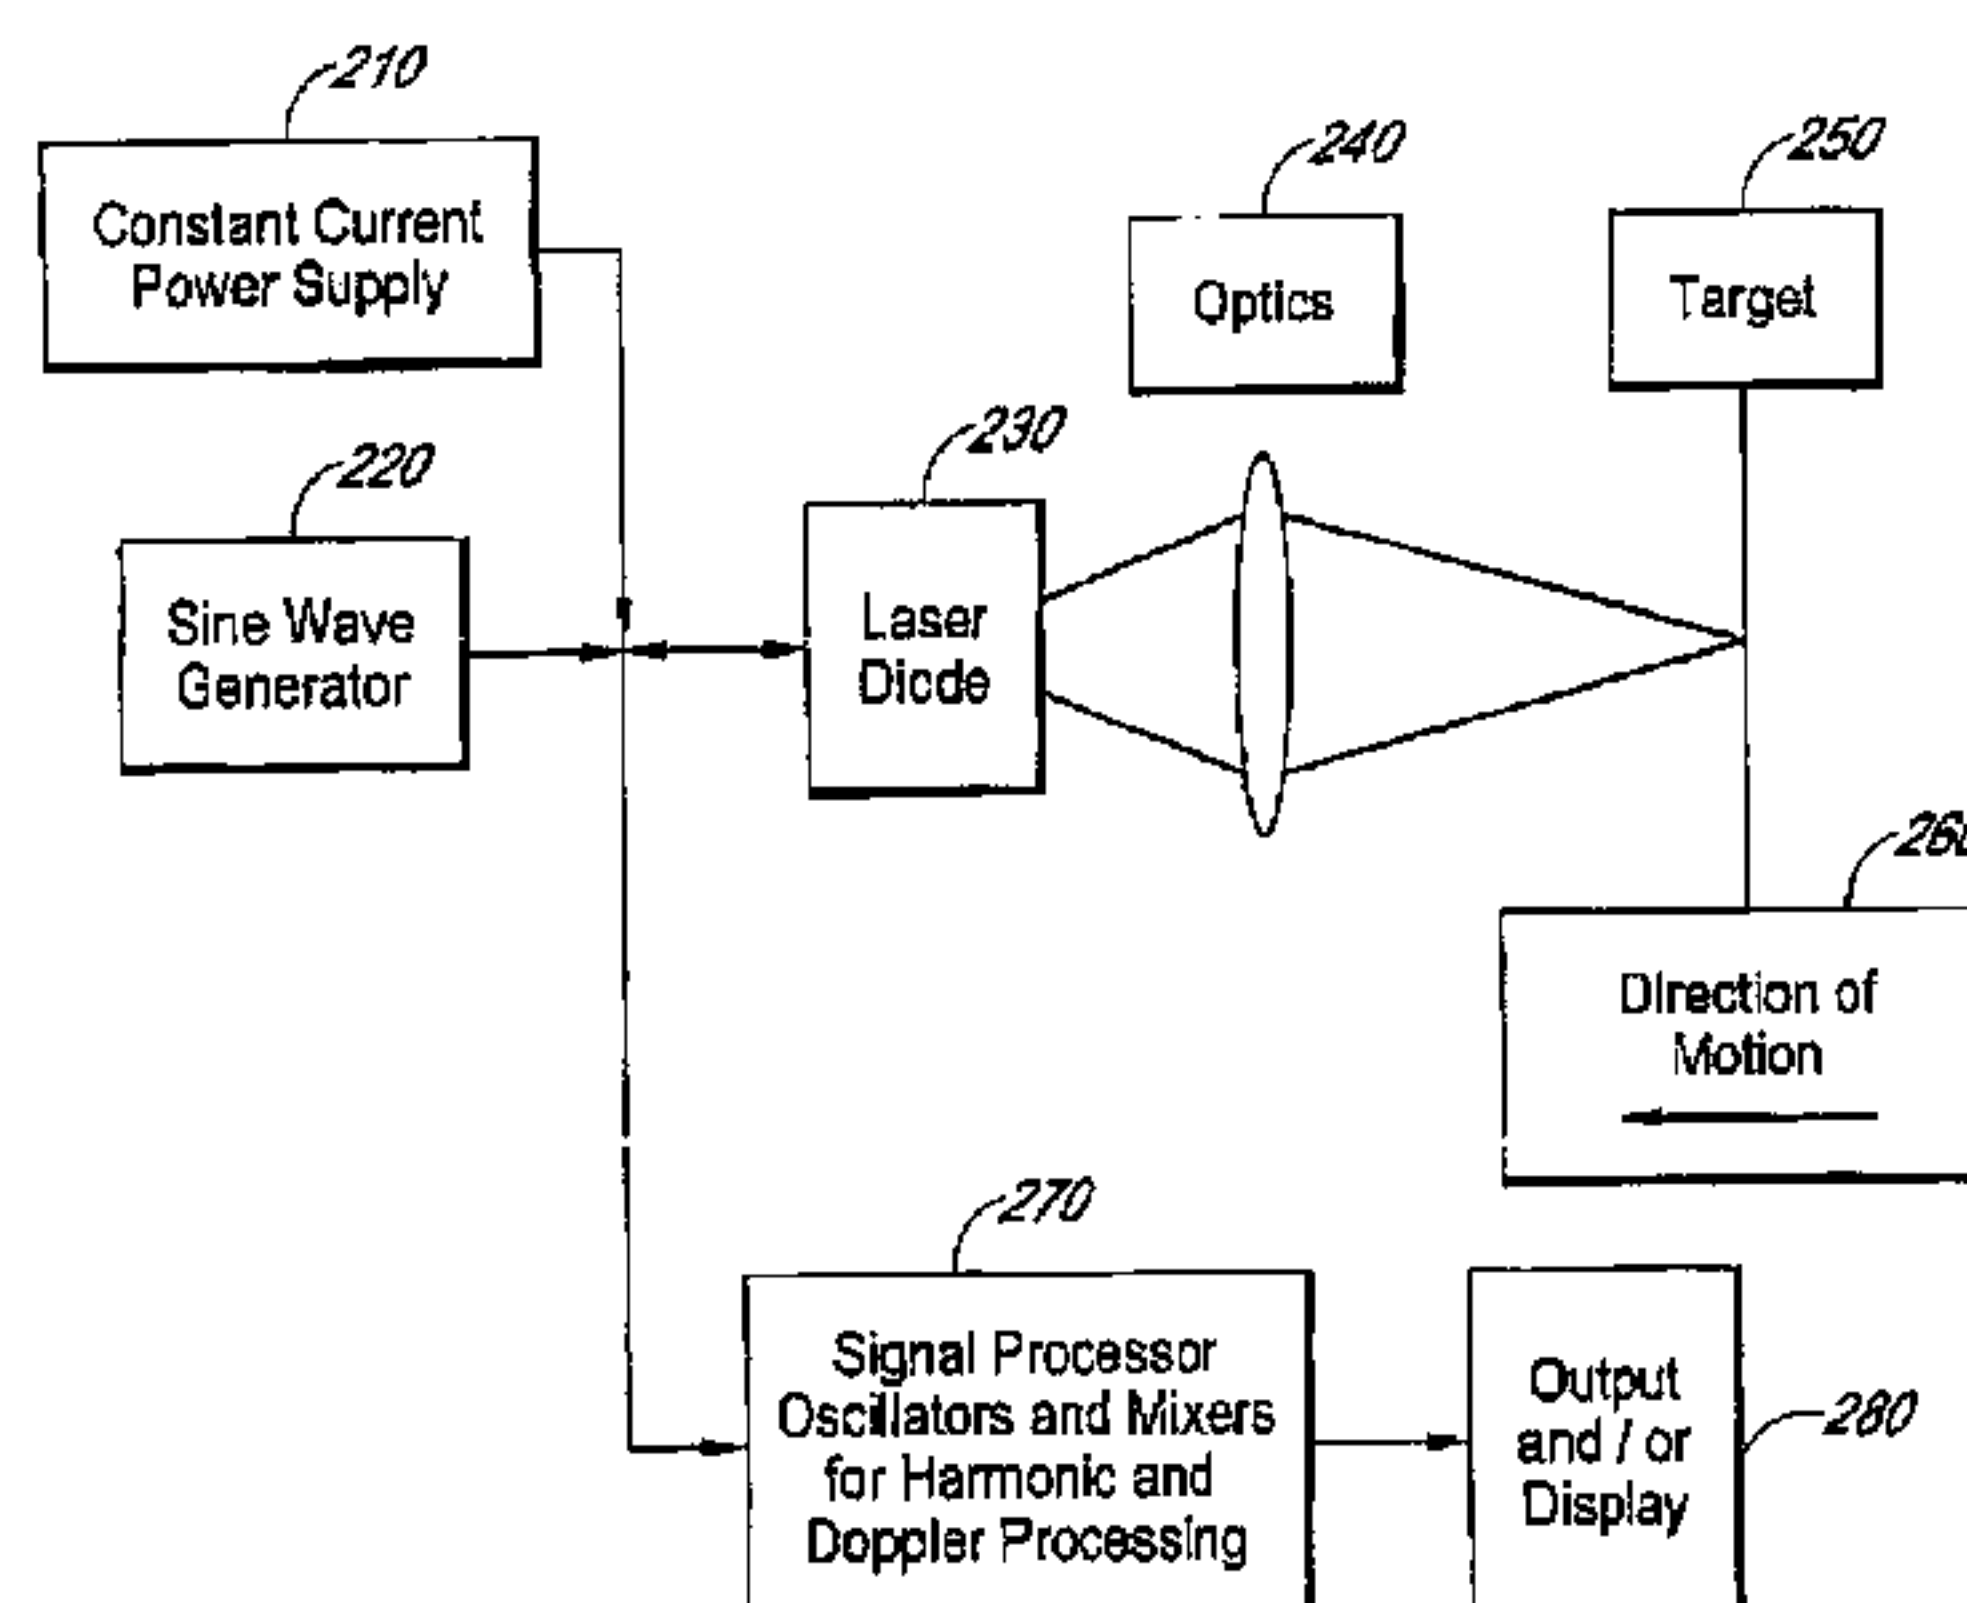 210
Constant Current
Power Supply
240
Optics
250
Target
220
Sine Wave
Generator
230
Laser
Diode
Direction of
Motion
270
Signal Processor
Oscillators and Mixers
for Harmonic and
Doppler Processing
Output
and / or
Display
280